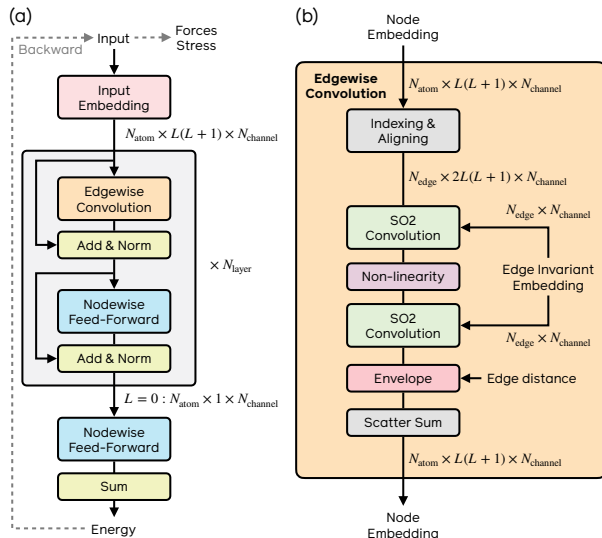 (a)
Input
Forces
Stress
Backward
Input
Embedding
N_atom × L(L + 1) × N_channel
Edgewise
Convolution
Add & Norm
× N_layer
Nodewise
Feed-Forward
Add & Norm
L = 0 : N_atom × 1 × N_channel
Nodewise
Feed-Forward
Sum
Energy
(b)
Node
Embedding
Edgewise
Convolution
N_atom × L(L + 1) × N_channel
Indexing &
Aligning
N_edge × 2L(L + 1) × N_channel
SO2
Convolution
N_edge × N_channel
Non-linearity
Edge Invariant
Embedding
SO2
Convolution
N_edge × N_channel
Envelope
Edge distance
Scatter Sum
N_atom × L(L + 1) × N_channel
Node
Embedding